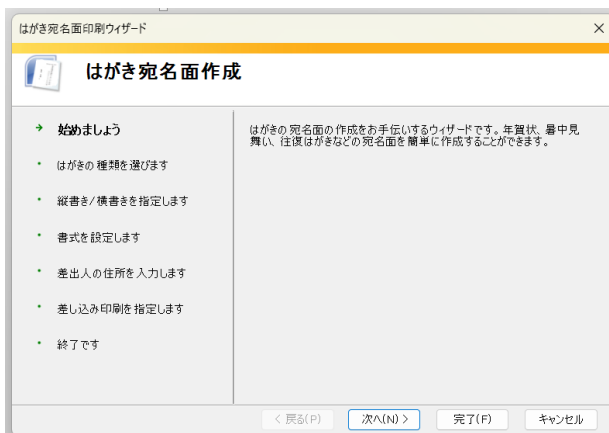 はがき宛名面印刷ウィザード
はがき宛名面作成
始めましょう
はがきの種類を選びます
縦書き/横書きを指定します
書式を設定します
差出人の住所を入力します
差し込み印刷を指定します
終了です
はがきの宛名面の作成をお手伝いするウィザードです。年賀状、暑中見
舞い、往復はがきなどの宛名面を簡単に作成することができます。
< 戻る(P)
次へ(N) >
完了(F)
キャンセル